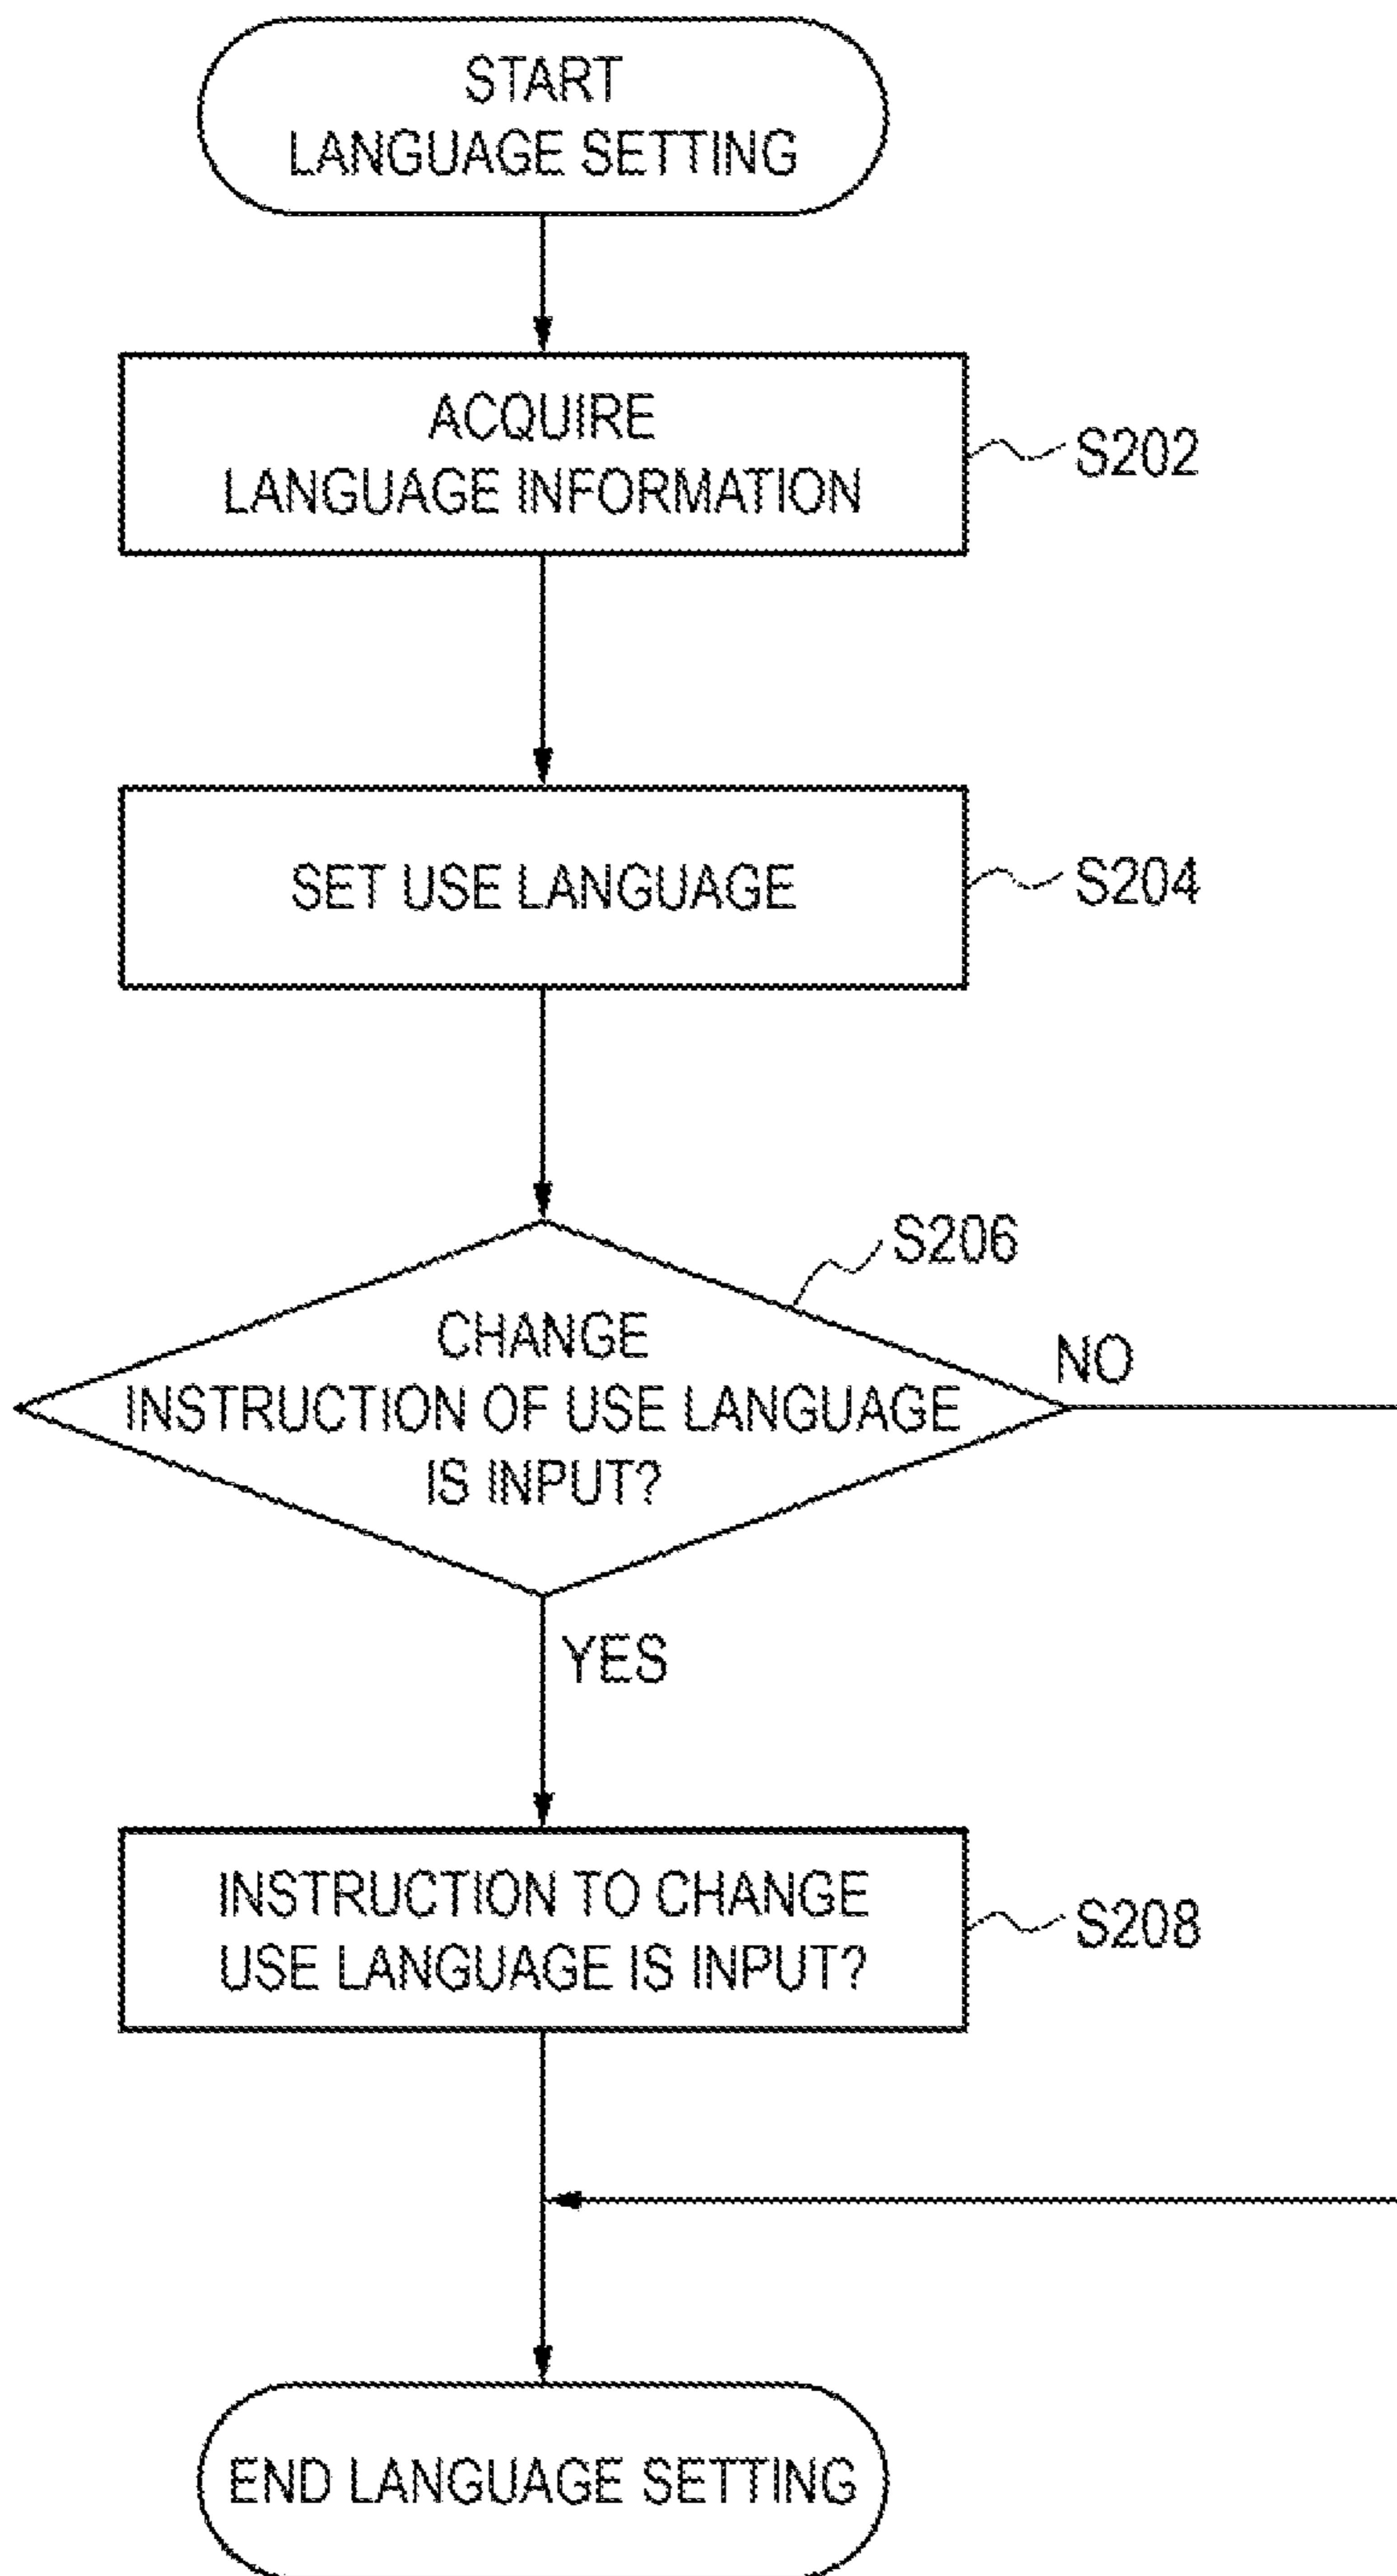 START
LANGUAGE SETTING
ACQUIRE
LANGUAGE INFORMATION
S202
SET USE LANGUAGE
S204
S206
CHANGE
INSTRUCTION OF USE LANGUAGE
IS INPUT?
NO
YES
INSTRUCTION TO CHANGE
USE LANGUAGE IS INPUT?
S208
END LANGUAGE SETTING